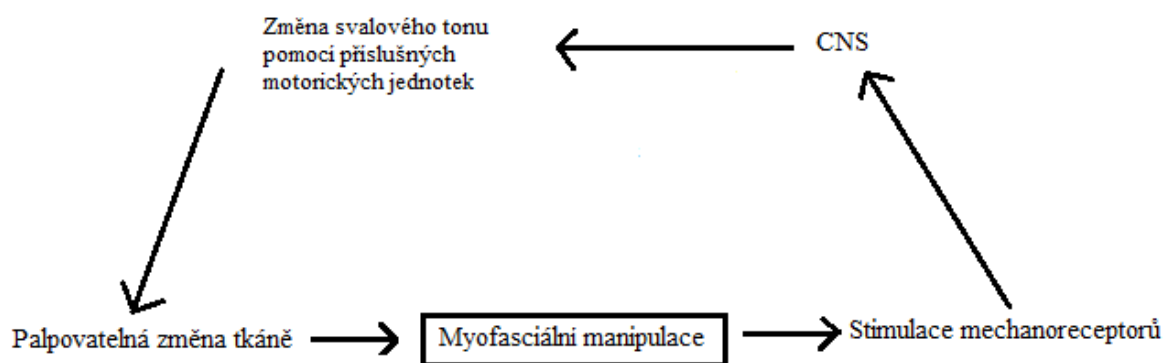 Změna svalového tonu
pomocí příslušných
motorických jednotek
CNS
Palpovatelná změna tkáně
Myofasciální manipulace
Stimulace mechanoreceptorů